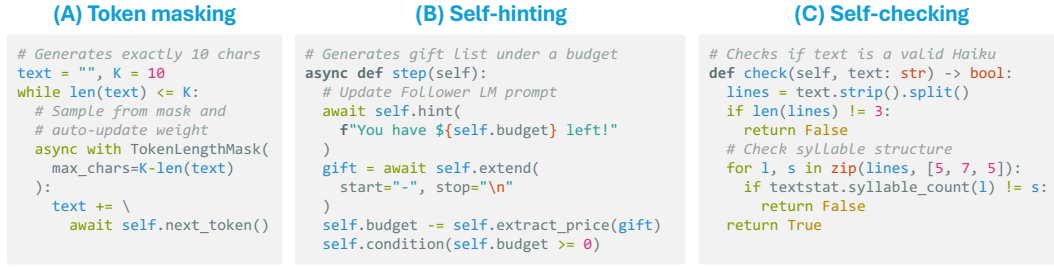 (A) Token masking
# Generates exactly 10 chars
text = "", K = 10
while len(text) <= K:
  # Sample from mask and
  # auto-update weight
  async with TokenLengthMask(
    max_chars=K-len(text)
  ):
    text += \
      await self.next_token()
(B) Self-hinting
# Generates gift list under a budget
async def step(self):
  # Update Follower LM prompt
  await self.hint(
    f"You have ${self.budget} left!"
  )
  gift = await self.extend(
    start="-", stop="\n"
  )
  self.budget -= self.extract_price(gift)
  self.condition(self.budget >= 0)
(C) Self-checking
# Checks if text is a valid Haiku
def check(self, text: str) -> bool:
  lines = text.strip().split()
  if len(lines) != 3:
    return False
  # Check syllable structure
  for l, s in zip(lines, [5, 7, 5]):
    if textstat.syllable_count(l) != s:
      return False
  return True